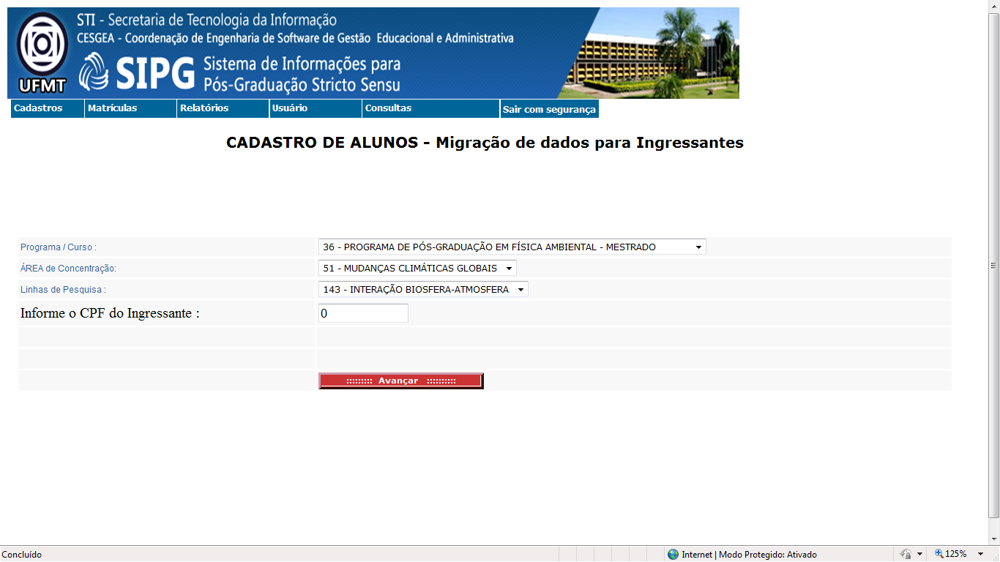 STI - Secretaria de Tecnologia da Informação
CESGEA - Coordenação de Engenharia de Software de Gestão Educacional e Administrativa
UFMT
SIPG
Sistema de Informações para
Pós-Graduação Stricto Sensu
Cadastros Matrículas Relatórios Usuário Consultas Sair com segurança
CADASTRO DE ALUNOS - Migração de dados para Ingressantes
Programa / Curso : 36 - PROGRAMA DE PÓS-GRADUAÇÃO EM FÍSICA AMBIENTAL - MESTRADO
ÁREA de Concentração: 51 - MUDANÇAS CLIMÁTICAS GLOBAIS
Linhas de Pesquisa : 143 - INTERAÇÃO BIOSFERA-ATMOSFERA
Informe o CPF do Ingressante : 0
::::::::: Avançar ::::::::::
Concluído Internet | Modo Protegido: Ativado 125%